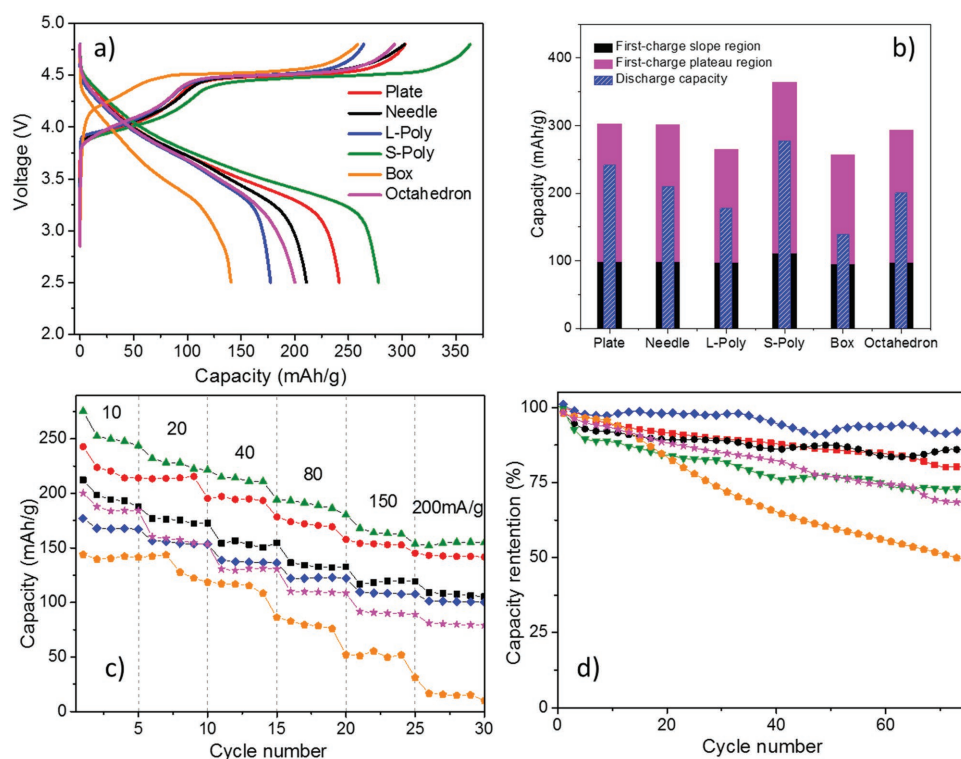 a)
5.0
4.5
4.0
3.5
3.0
2.5
2.0
Voltage (V)
Plate
Needle
L-Poly
S-Poly
Box
Octahedron
0 50 100 150 200 250 300 350
Capacity (mAh/g)
b)
First-charge slope region
First-charge plateau region
Discharge capacity
400
300
200
100
0
Capacity (mAh/g)
Plate Needle L-Poly S-Poly Box Octahedron
c)
250
200
150
100
50
0
Capacity (mAh/g)
10 20 40 80 150 200mA/g
0 5 10 15 20 25 30
Cycle number
d)
100
75
50
25
0
Capacity rentention (%)
0 20 40 60
Cycle number